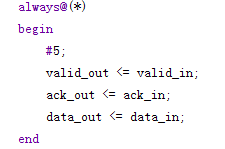 always@(*)
begin
#5;
valid_out <= valid_in;
ack_out <= ack_in;
data_out <= data_in;
end